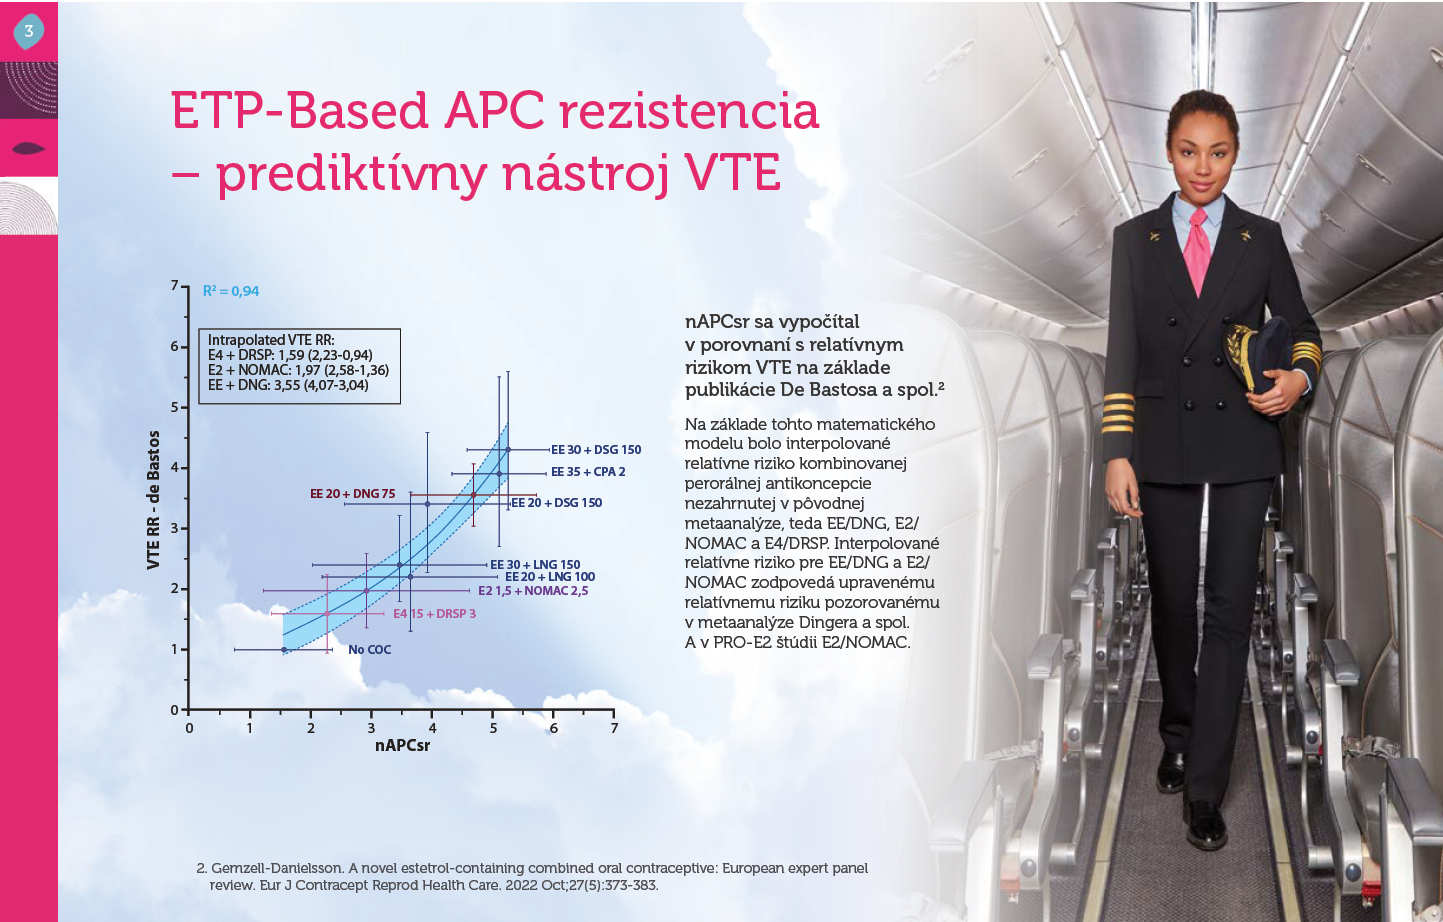 3
ETP-Based APC rezistencia
– prediktívny nástroj VTE
R² = 0,94
Intrapolated VTE RR:
E4 + DRSP: 1,59 (2,23-0,94)
E2 + NOMAC: 1,97 (2,58-1,36)
EE + DNG: 3,55 (4,07-3,04)
VTE RR - de Bastos
7
6
5
4
3
2
1
0
EE 30 + DSG 150
EE 35 + CPA 2
EE 20 + DNG 75
EE 20 + DSG 150
EE 30 + LNG 150
EE 20 + LNG 100
E2 1,5 + NOMAC 2,5
E4 15 + DRSP 3
No COC
0 1 2 3 4 5 6 7
nAPCsr
nAPCsr sa vypočítal
v porovnaní s relatívnym
rizikom VTE na základe
publikácie De Bastosa a spol.²
Na základe tohto matematického
modelu bolo interpolované
relatívne riziko kombinovanej
perorálnej antikoncepcie
nezahrnutej v pôvodnej
metaanalýze, teda EE/DNG, E2/
NOMAC a E4/DRSP. Interpolované
relatívne riziko pre EE/DNG a E2/
NOMAC zodpovedá upravenému
relatívnemu riziku pozorovanému
v metaanalýze Dingera a spol.
A v PRO-E2 štúdii E2/NOMAC.
2. Gemzell-Danielsson. A novel estetrol-containing combined oral contraceptive: European expert panel
review. Eur J Contracept Reprod Health Care. 2022 Oct;27(5):373-383.